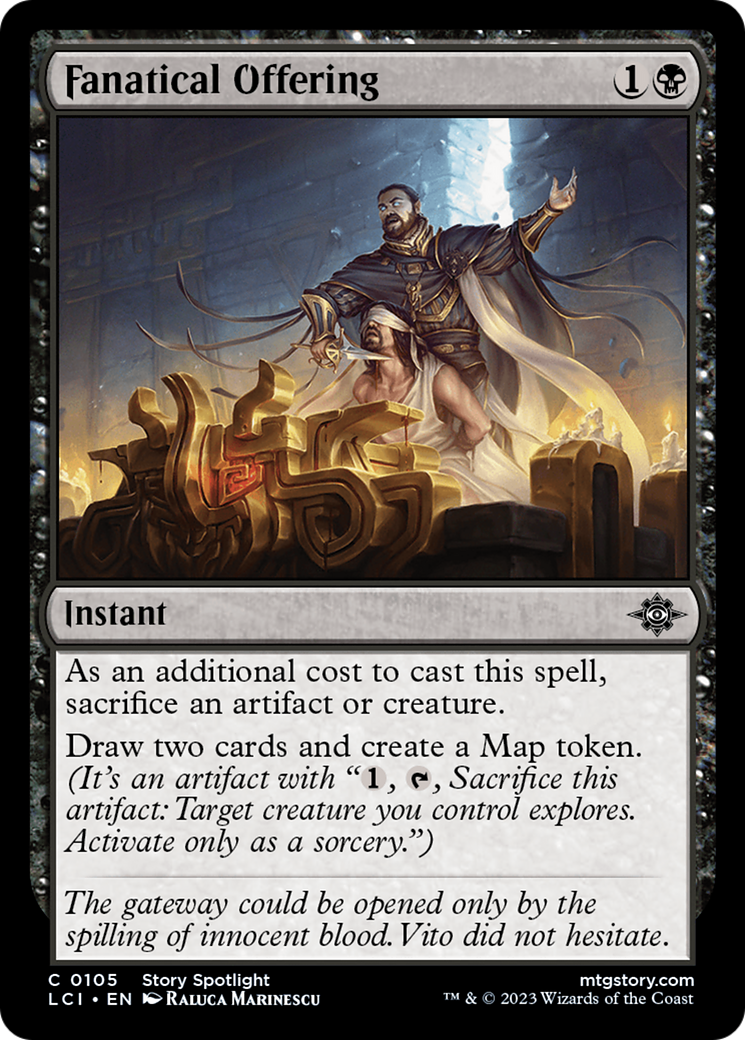 Fanatical Offering 1
Instant
As an additional cost to cast this spell,
sacrifice an artifact or creature.
Draw two cards and create a Map token.
(It's an artifact with “1, , Sacrifice this
artifact: Target creature you control explores.
Activate only as a sorcery.”)
The gateway could be opened only by the
spilling of innocent blood. Vito did not hesitate.
C 0105 Story Spotlight mtgstory.com
LCI • EN Raluca Marinescu ™ & © 2023 Wizards of the Coast